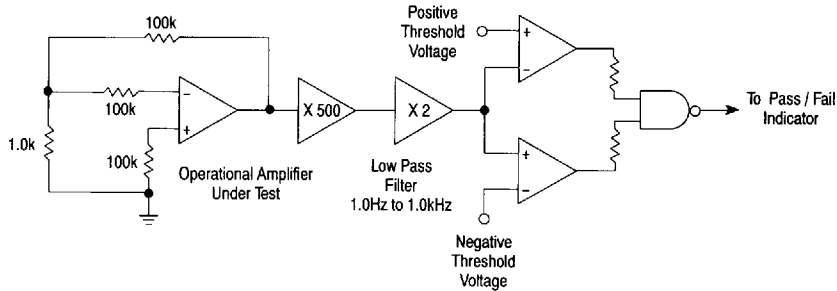 100k
100k
1.0k
100k
-
+
Operational Amplifier
Under Test
X 500
X 2
Low Pass
Filter
1.0Hz to 1.0kHz
Positive
Threshold
Voltage
+
-
+
-
Negative
Threshold
Voltage
To Pass / Fail
Indicator